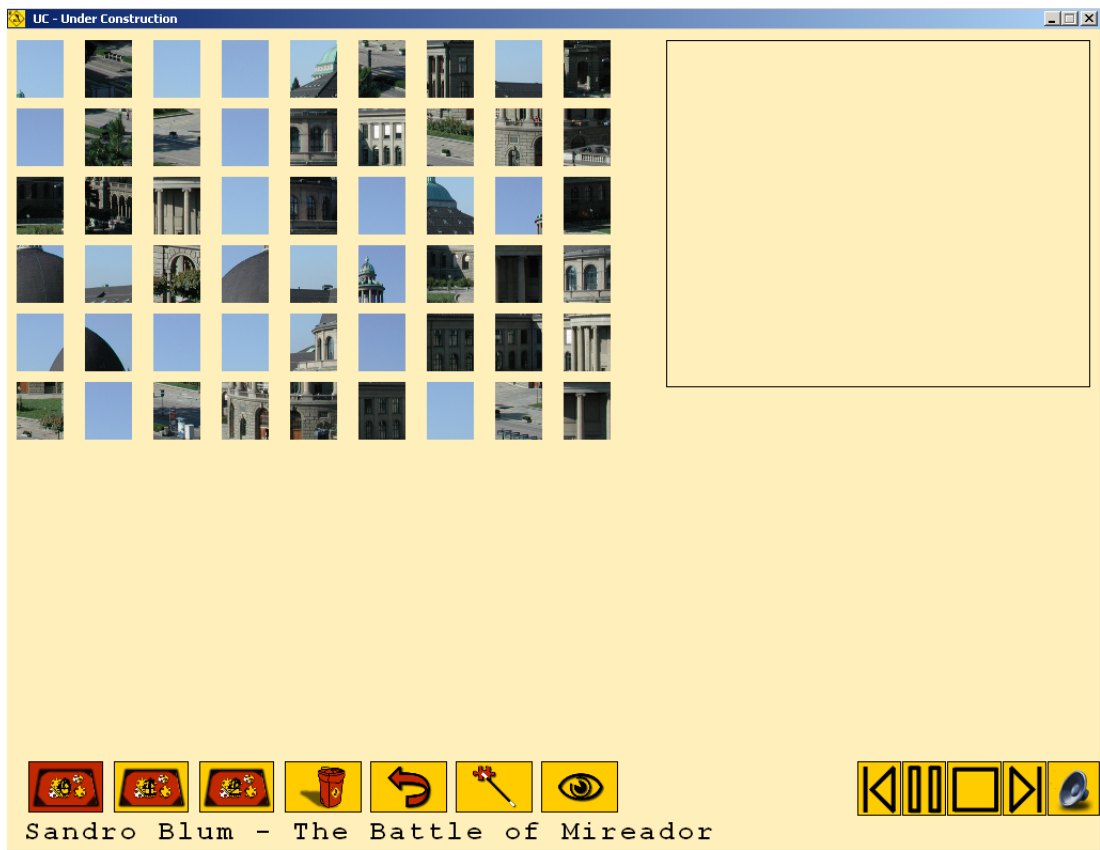 UC - Under Construction
Sandro Blum - The Battle of Mireador